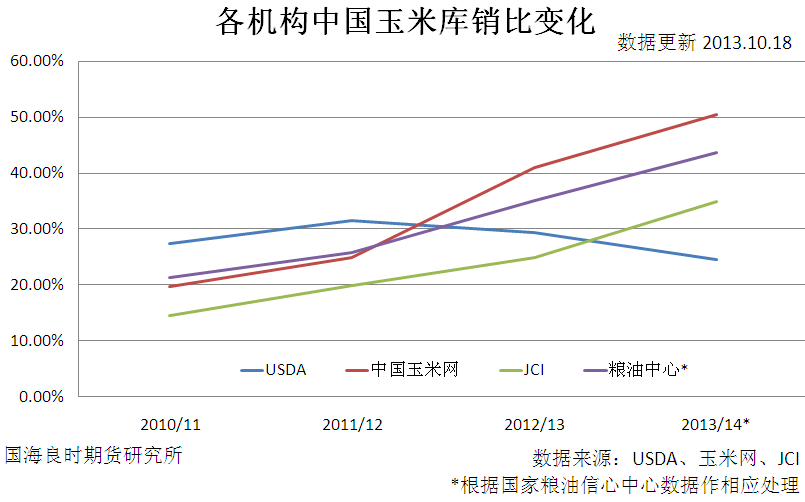 各机构中国玉米库销比变化
数据更新 2013.10.18
60.00%
50.00%
40.00%
30.00%
20.00%
10.00%
0.00%
USDA 中国玉米网 JCI 粮油中心*
2010/11 2011/12 2012/13 2013/14*
国海良时期货研究所
数据来源：USDA、玉米网、JCI
*根据国家粮油信心中心数据作相应处理